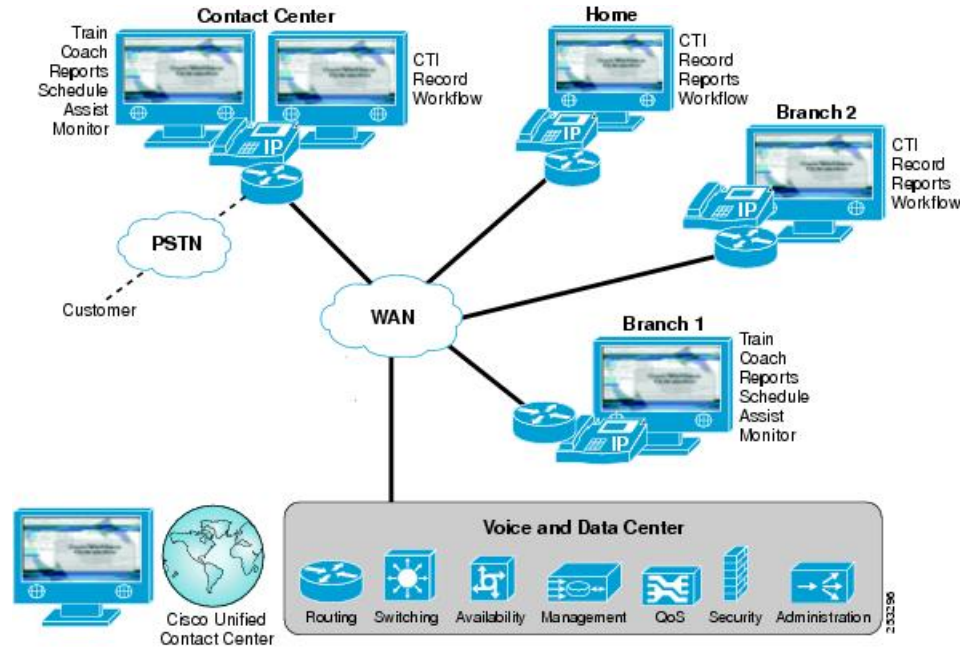 Contact Center
Train
Coach
Reports
Schedule
Assist
Monitor
CTI
Record
Workflow
IP
Home
CTI
Record
Reports
Workflow
IP
Branch 2
CTI
Record
Reports
Workflow
IP
PSTN
Customer
WAN
Branch 1
Train
Coach
Reports
Schedule
Assist
Monitor
IP
Cisco Unified
Contact Center
Voice and Data Center
Routing
Switching
Availability
Management
QoS
Security
Administration
253296